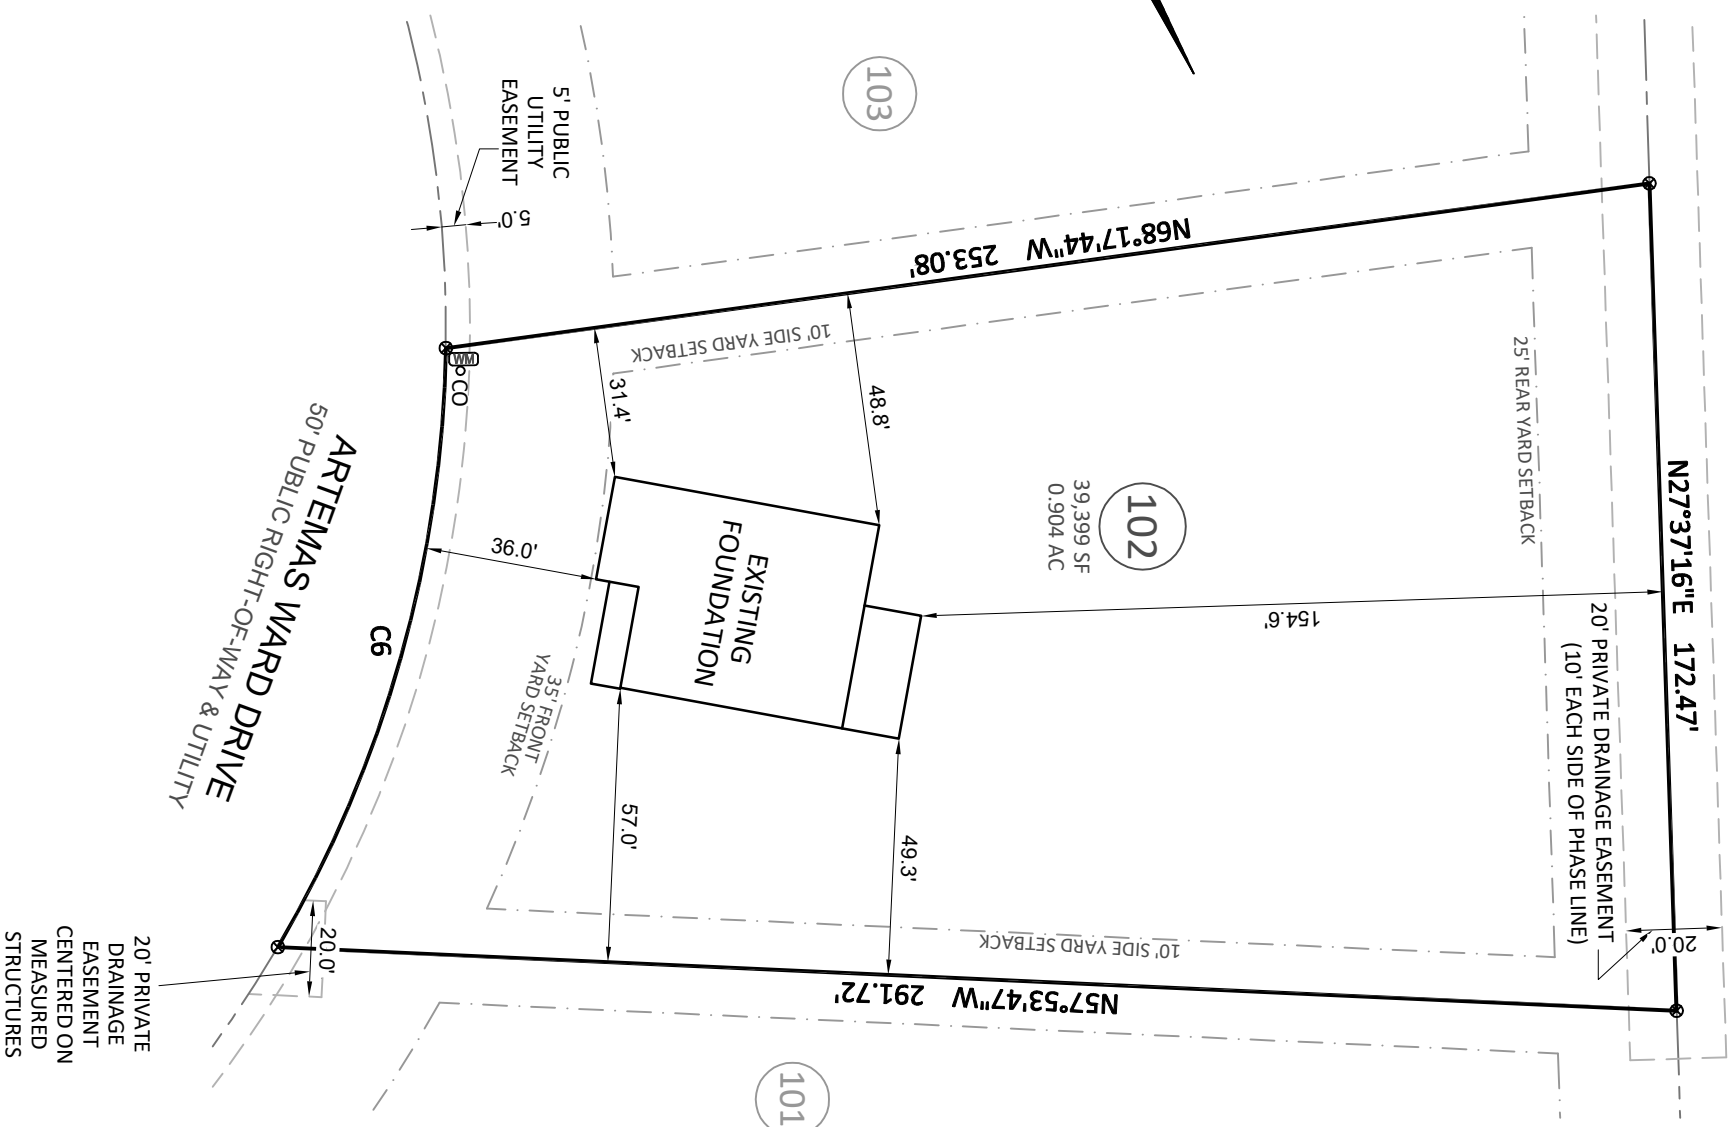 103
5' PUBLIC
UTILITY
EASEMENT
5.0'
N68°17'44"W 253.08'
10' SIDE YARD SETBACK
WM
CO
31.4'
48.8'
25' REAR YARD SETBACK
N27°37'16"E 172.47'
102
39,399 SF
0.904 AC
ARTEMAS WARD DRIVE
50' PUBLIC RIGHT-OF-WAY & UTILITY
C6
36.0'
EXISTING
FOUNDATION
154.6'
20' PRIVATE DRAINAGE EASEMENT
(10' EACH SIDE OF PHASE LINE)
35' FRONT
YARD SETBACK
57.0'
49.3'
20.0'
10' SIDE YARD SETBACK
20.0'
N57°53'47"W 291.72'
20' PRIVATE
DRAINAGE
EASEMENT
CENTERED ON
MEASURED
STRUCTURES
101